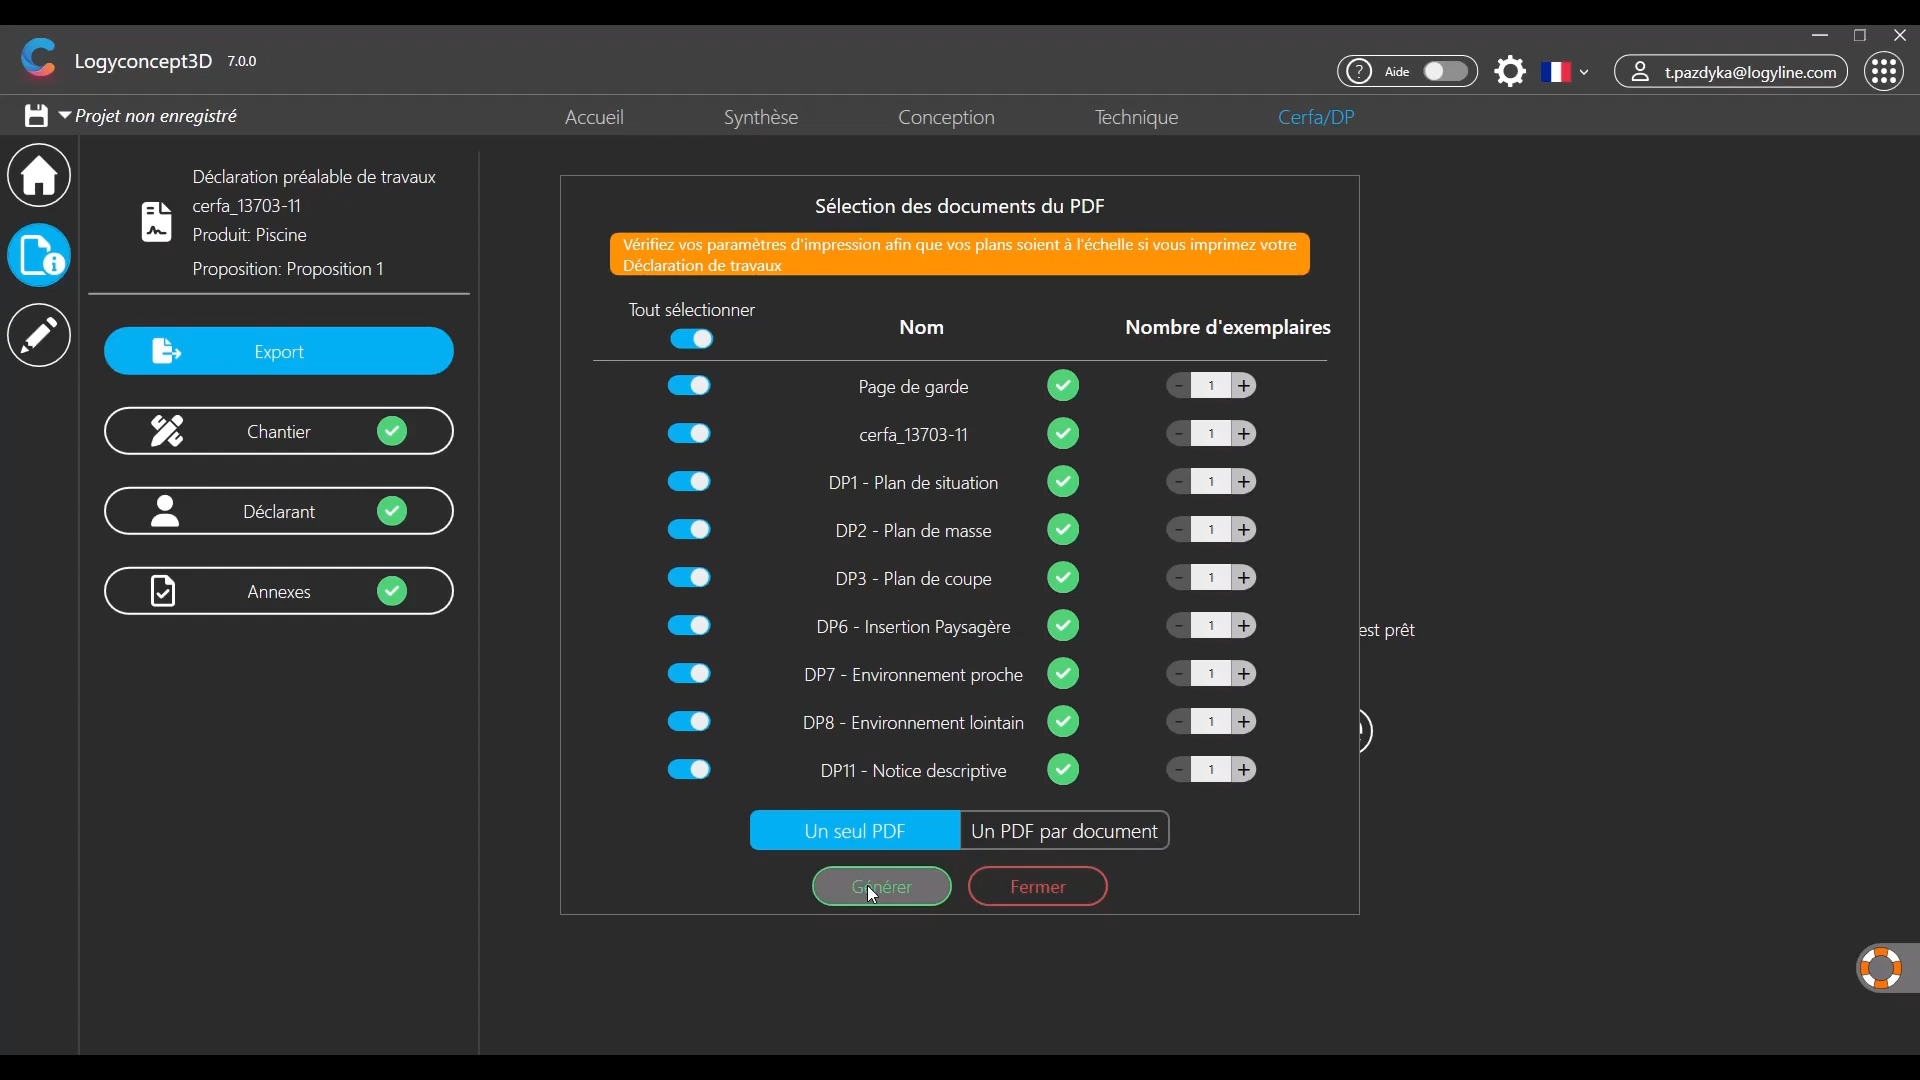 Logyconcept3D 7.0.0
? Aide
t.pazdyka@logyline.com
Projet non enregistré
Accueil Synthèse Conception Technique Cerfa/DP
Déclaration préalable de travaux
cerfa_13703-11
Produit: Piscine
Proposition: Proposition 1
Export
Chantier
Déclarant
Annexes
Sélection des documents du PDF
Vérifiez vos paramètres d'impression afin que vos plans soient à l'échelle si vous imprimez votre
Déclaration de travaux
Tout sélectionner
Nom
Nombre d'exemplaires
Page de garde - 1 +
cerfa_13703-11 - 1 +
DP1 - Plan de situation - 1 +
DP2 - Plan de masse - 1 +
DP3 - Plan de coupe - 1 +
DP6 - Insertion Paysagère - 1 +
DP7 - Environnement proche - 1 +
DP8 - Environnement lointain - 1 +
DP11 - Notice descriptive - 1 +
est prêt
Un seul PDF Un PDF par document
Générer Fermer